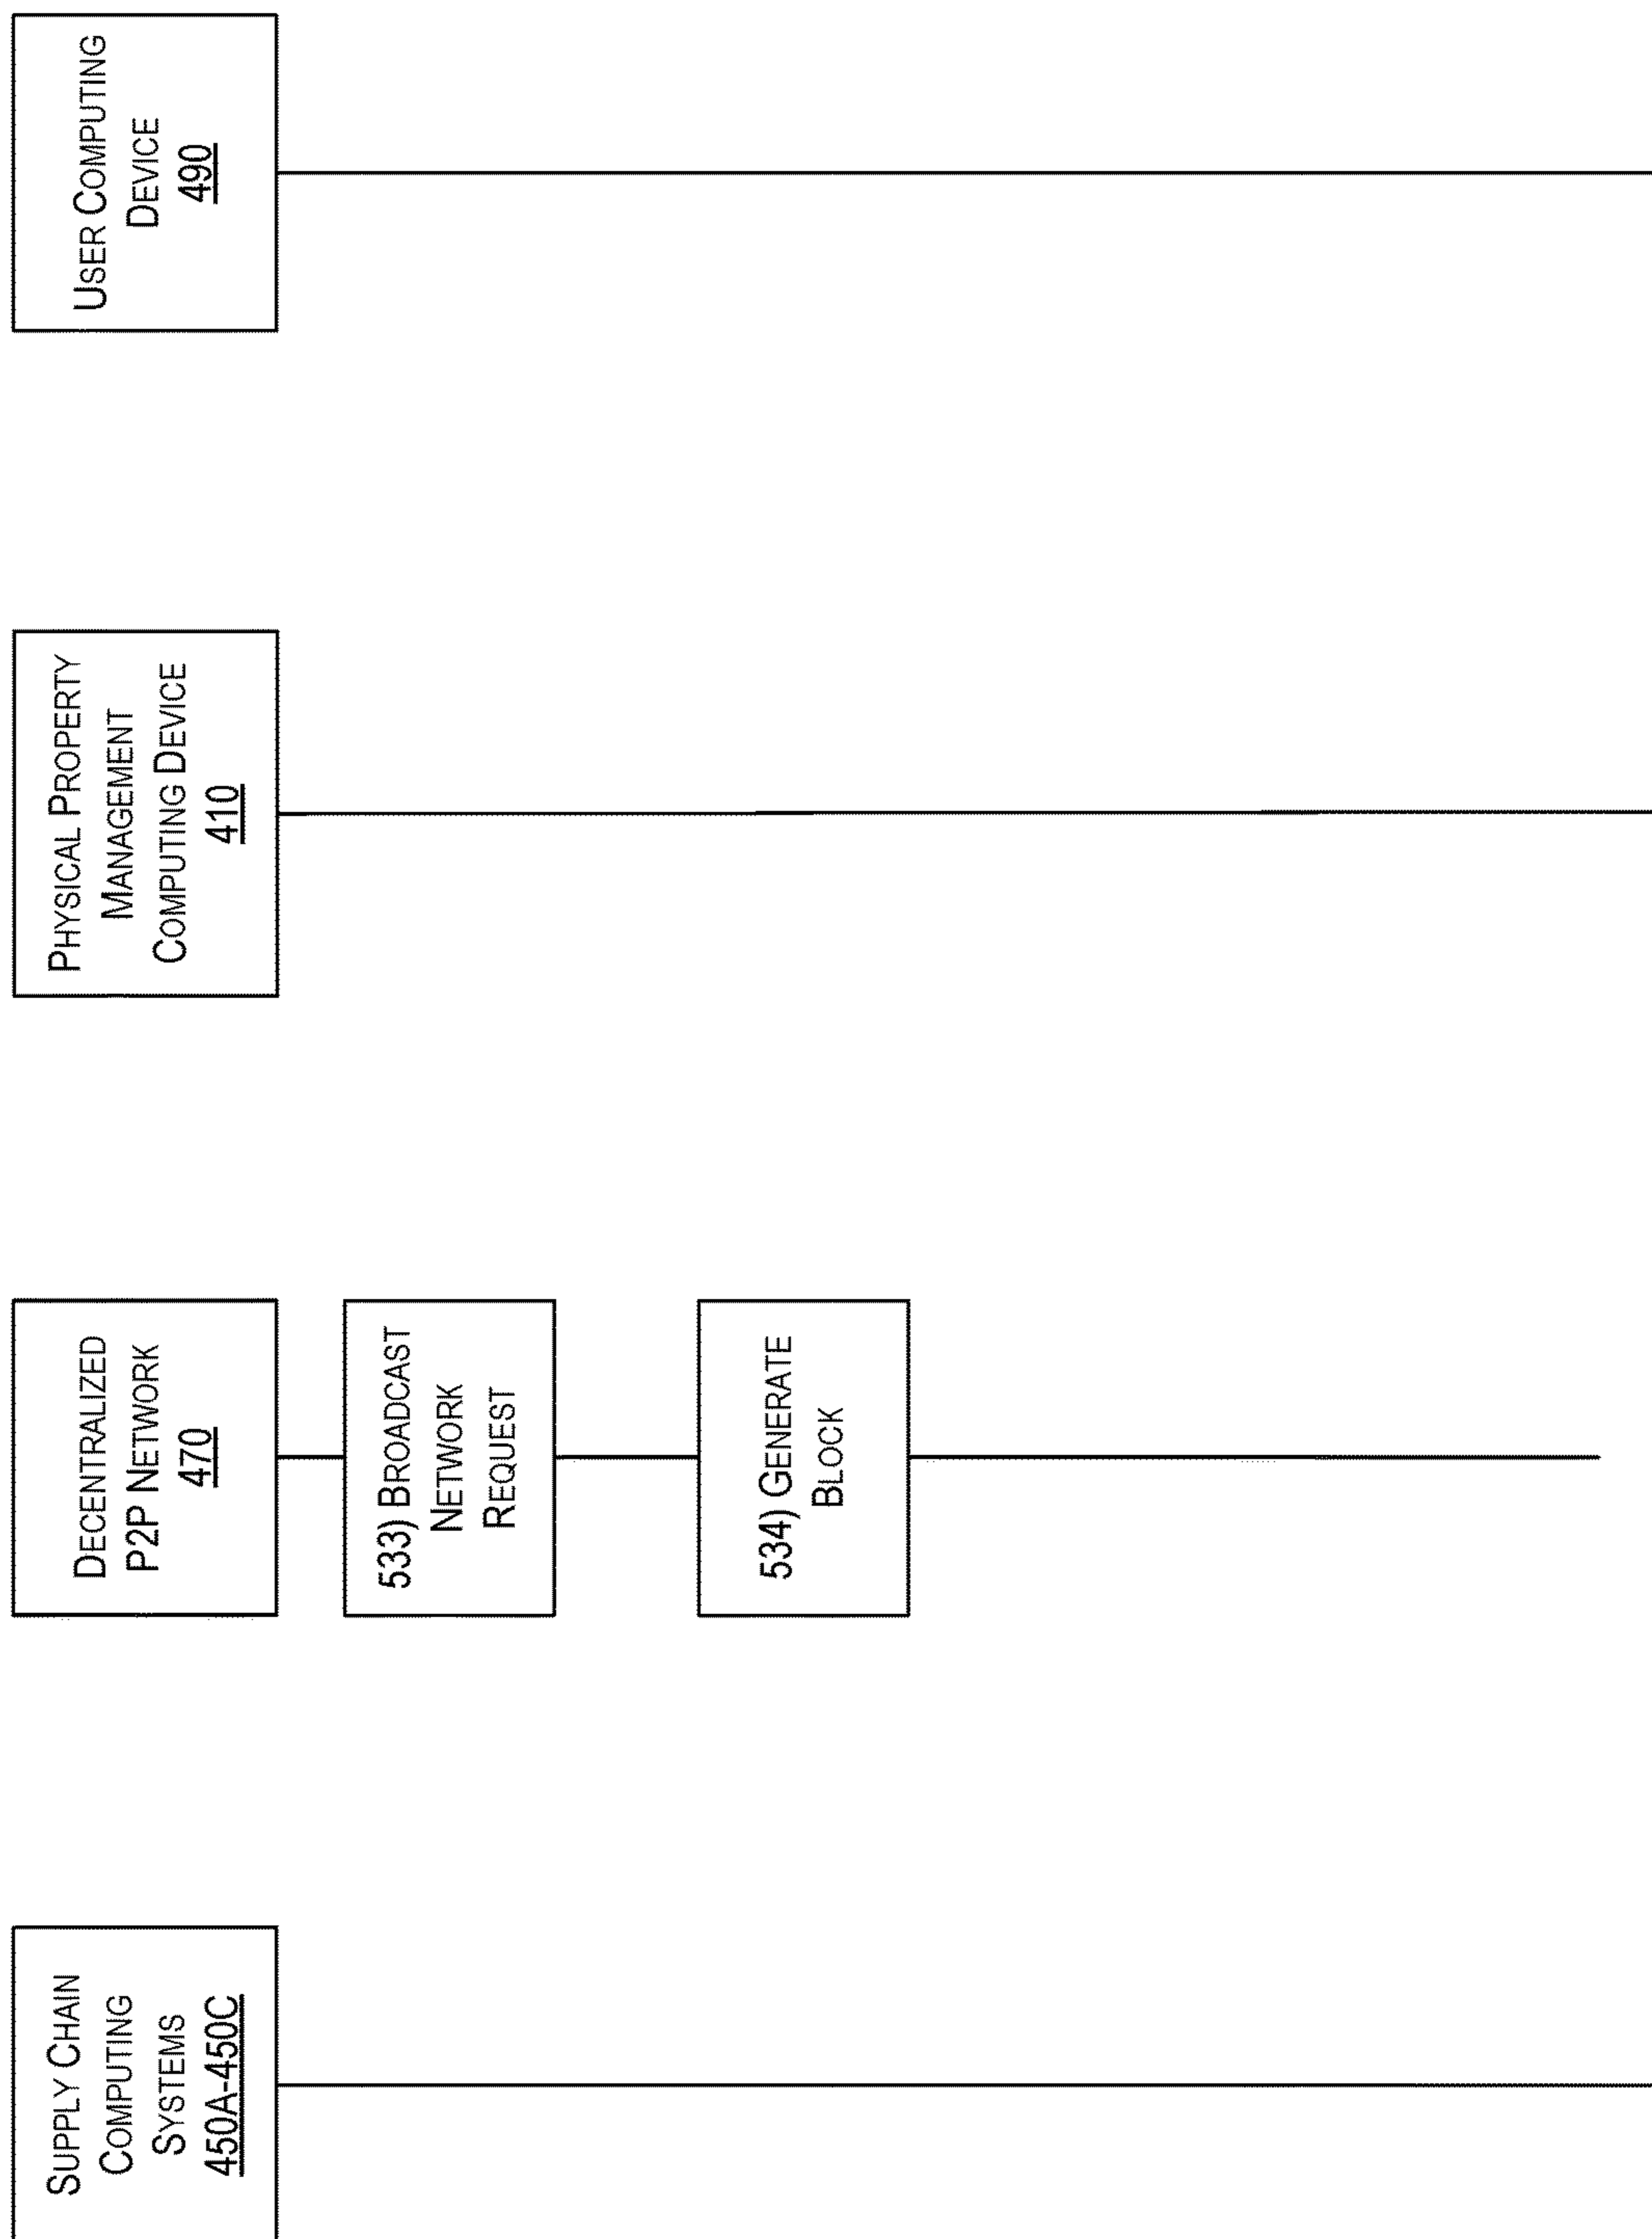 SUPPLY CHAIN
COMPUTING
SYSTEMS
450A-450C
DECENTRALIZED
P2P NETWORK
470
PHYSICAL PROPERTY
MANAGEMENT
COMPUTING DEVICE
410
USER COMPUTING
DEVICE
490
533) BROADCAST
NETWORK
REQUEST
534) GENERATE
BLOCK